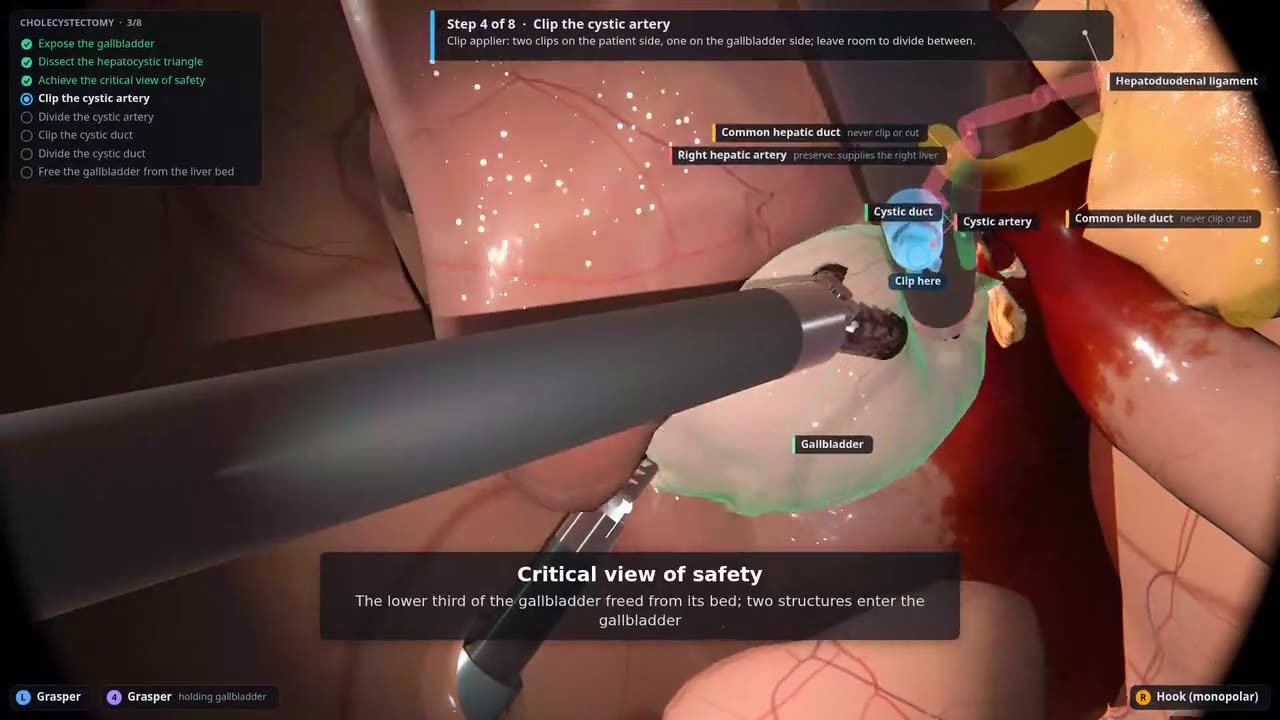 CHOLECYSTECTOMY · 3/8
Expose the gallbladder
Dissect the hepatocystic triangle
Achieve the critical view of safety
Clip the cystic artery
Divide the cystic artery
Clip the cystic duct
Divide the cystic duct
Free the gallbladder from the liver bed
Step 4 of 8 · Clip the cystic artery
Clip applier: two clips on the patient side, one on the gallbladder side; leave room to divide between.
Hepatoduodenal ligament
Common hepatic duct never clip or cut
Right hepatic artery preserve: supplies the right liver
Cystic duct
Cystic artery
Common bile duct never clip or cut
Clip here
Gallbladder
Critical view of safety
The lower third of the gallbladder freed from its bed; two structures enter the
gallbladder
L Grasper
4 Grasper holding gallbladder
R Hook (monopolar)